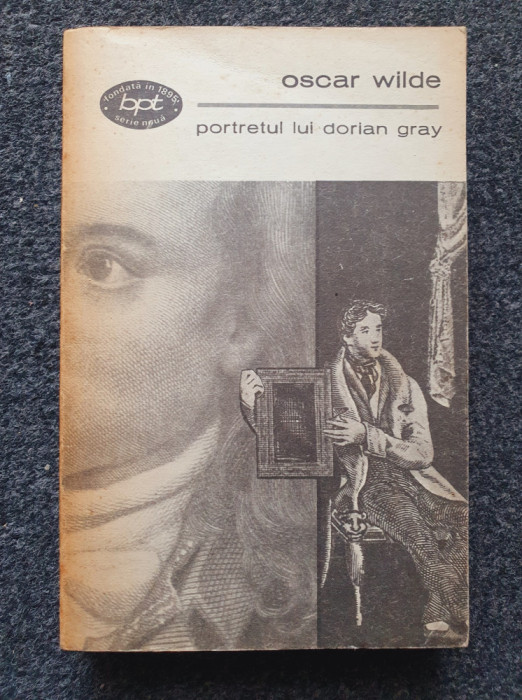 fondată în 1895
bpt
serie nouă
oscar wilde
portretul lui dorian gray